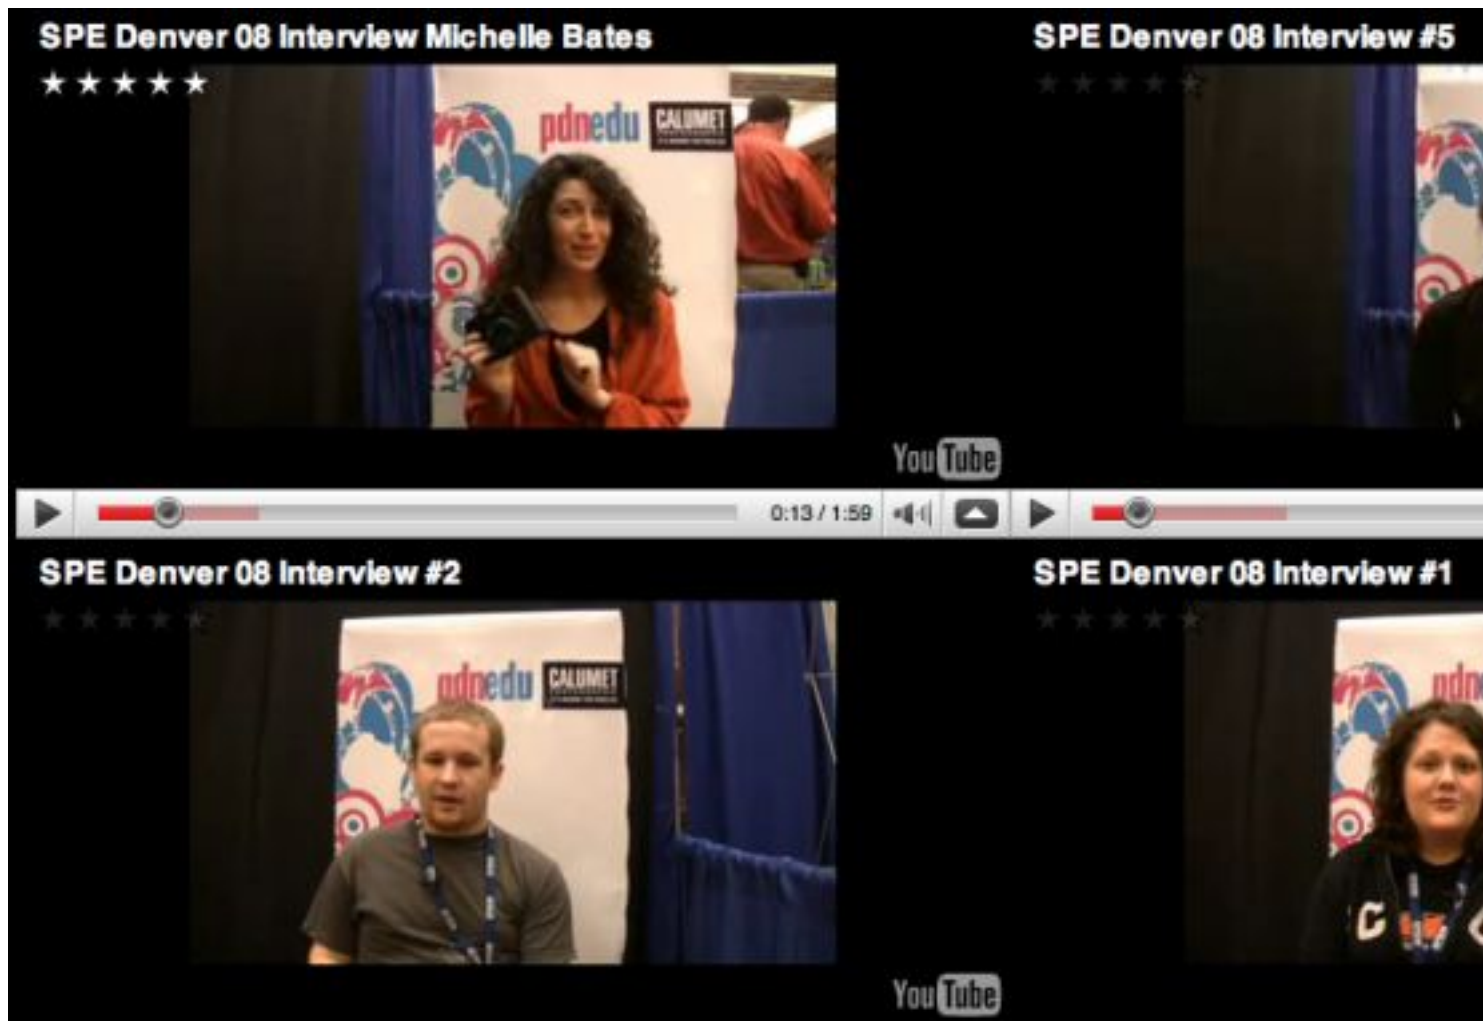 SPE Denver 08 Interview Michelle Bates
SPE Denver 08 Interview #5
pdnedu CALUMET
YouTube
0:13 / 1:59
SPE Denver 08 Interview #2
SPE Denver 08 Interview #1
pdnedu CALUMET
pdn
C
YouTube